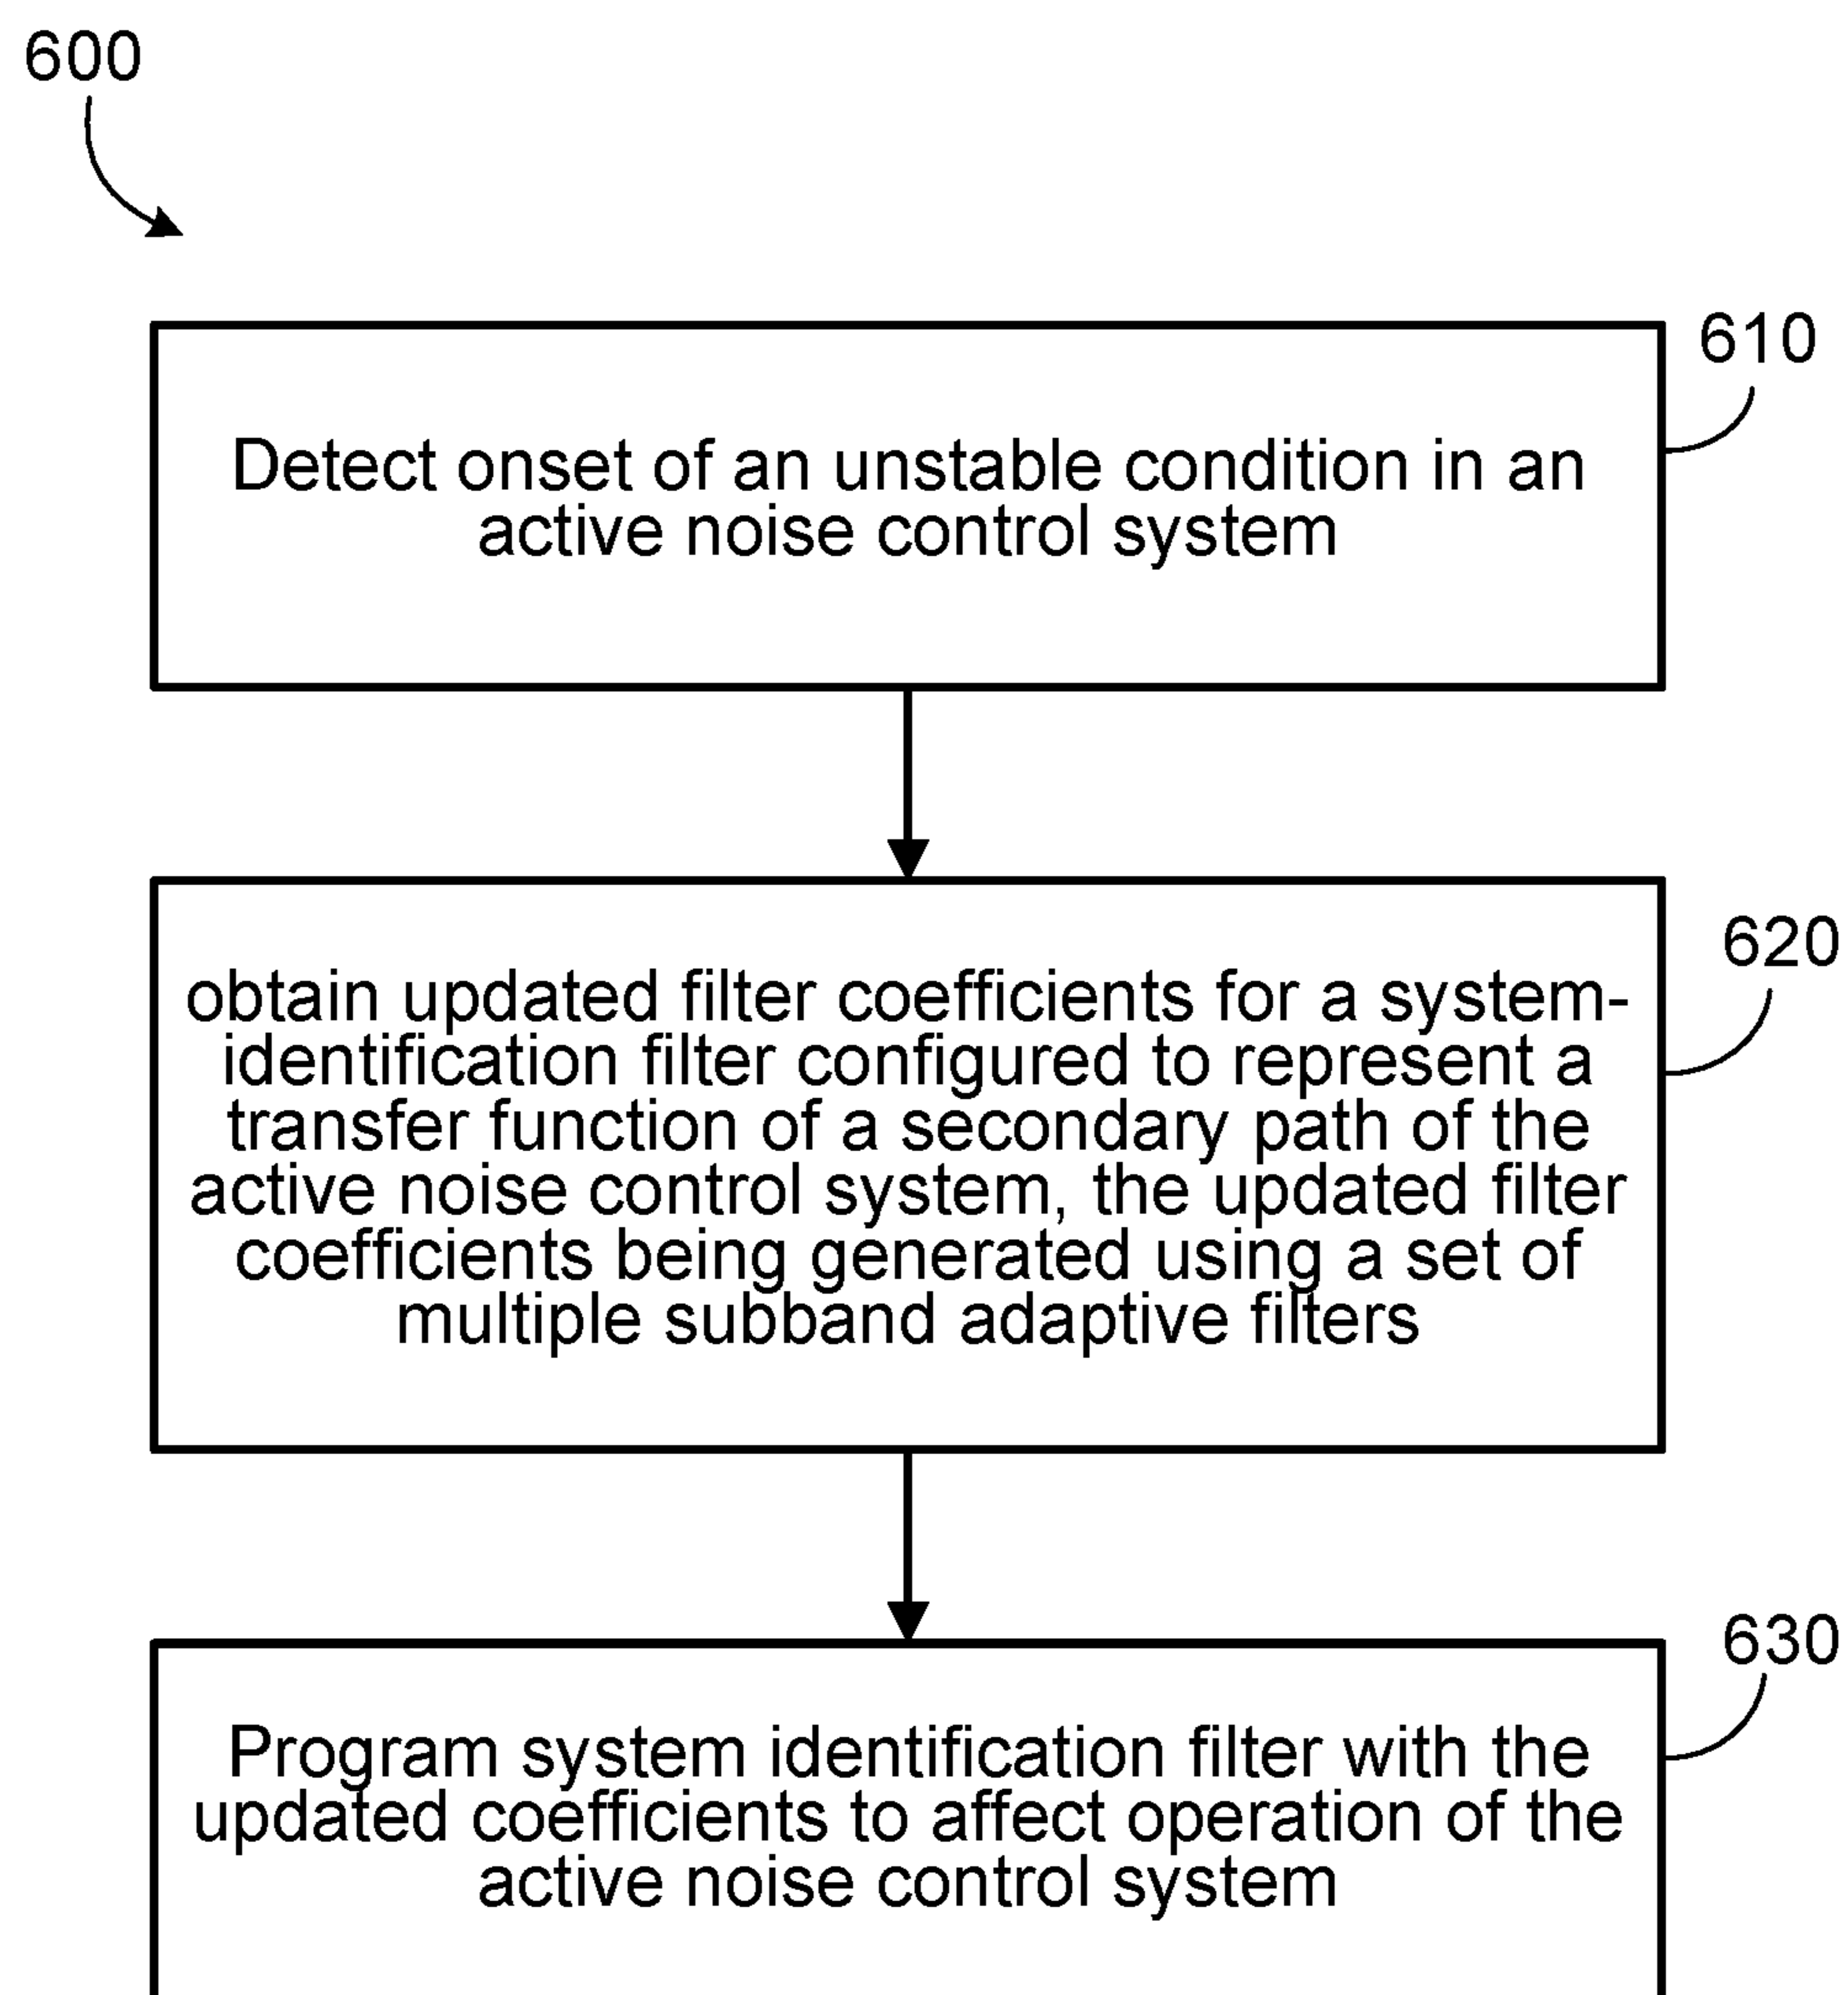 600
610
Detect onset of an unstable condition in an
active noise control system
620
obtain updated filter coefficients for a system-
identification filter configured to represent a
transfer function of a secondary path of the
active noise control system, the updated filter
coefficients being generated using a set of
multiple subband adaptive filters
630
Program system identification filter with the
updated coefficients to affect operation of the
active noise control system